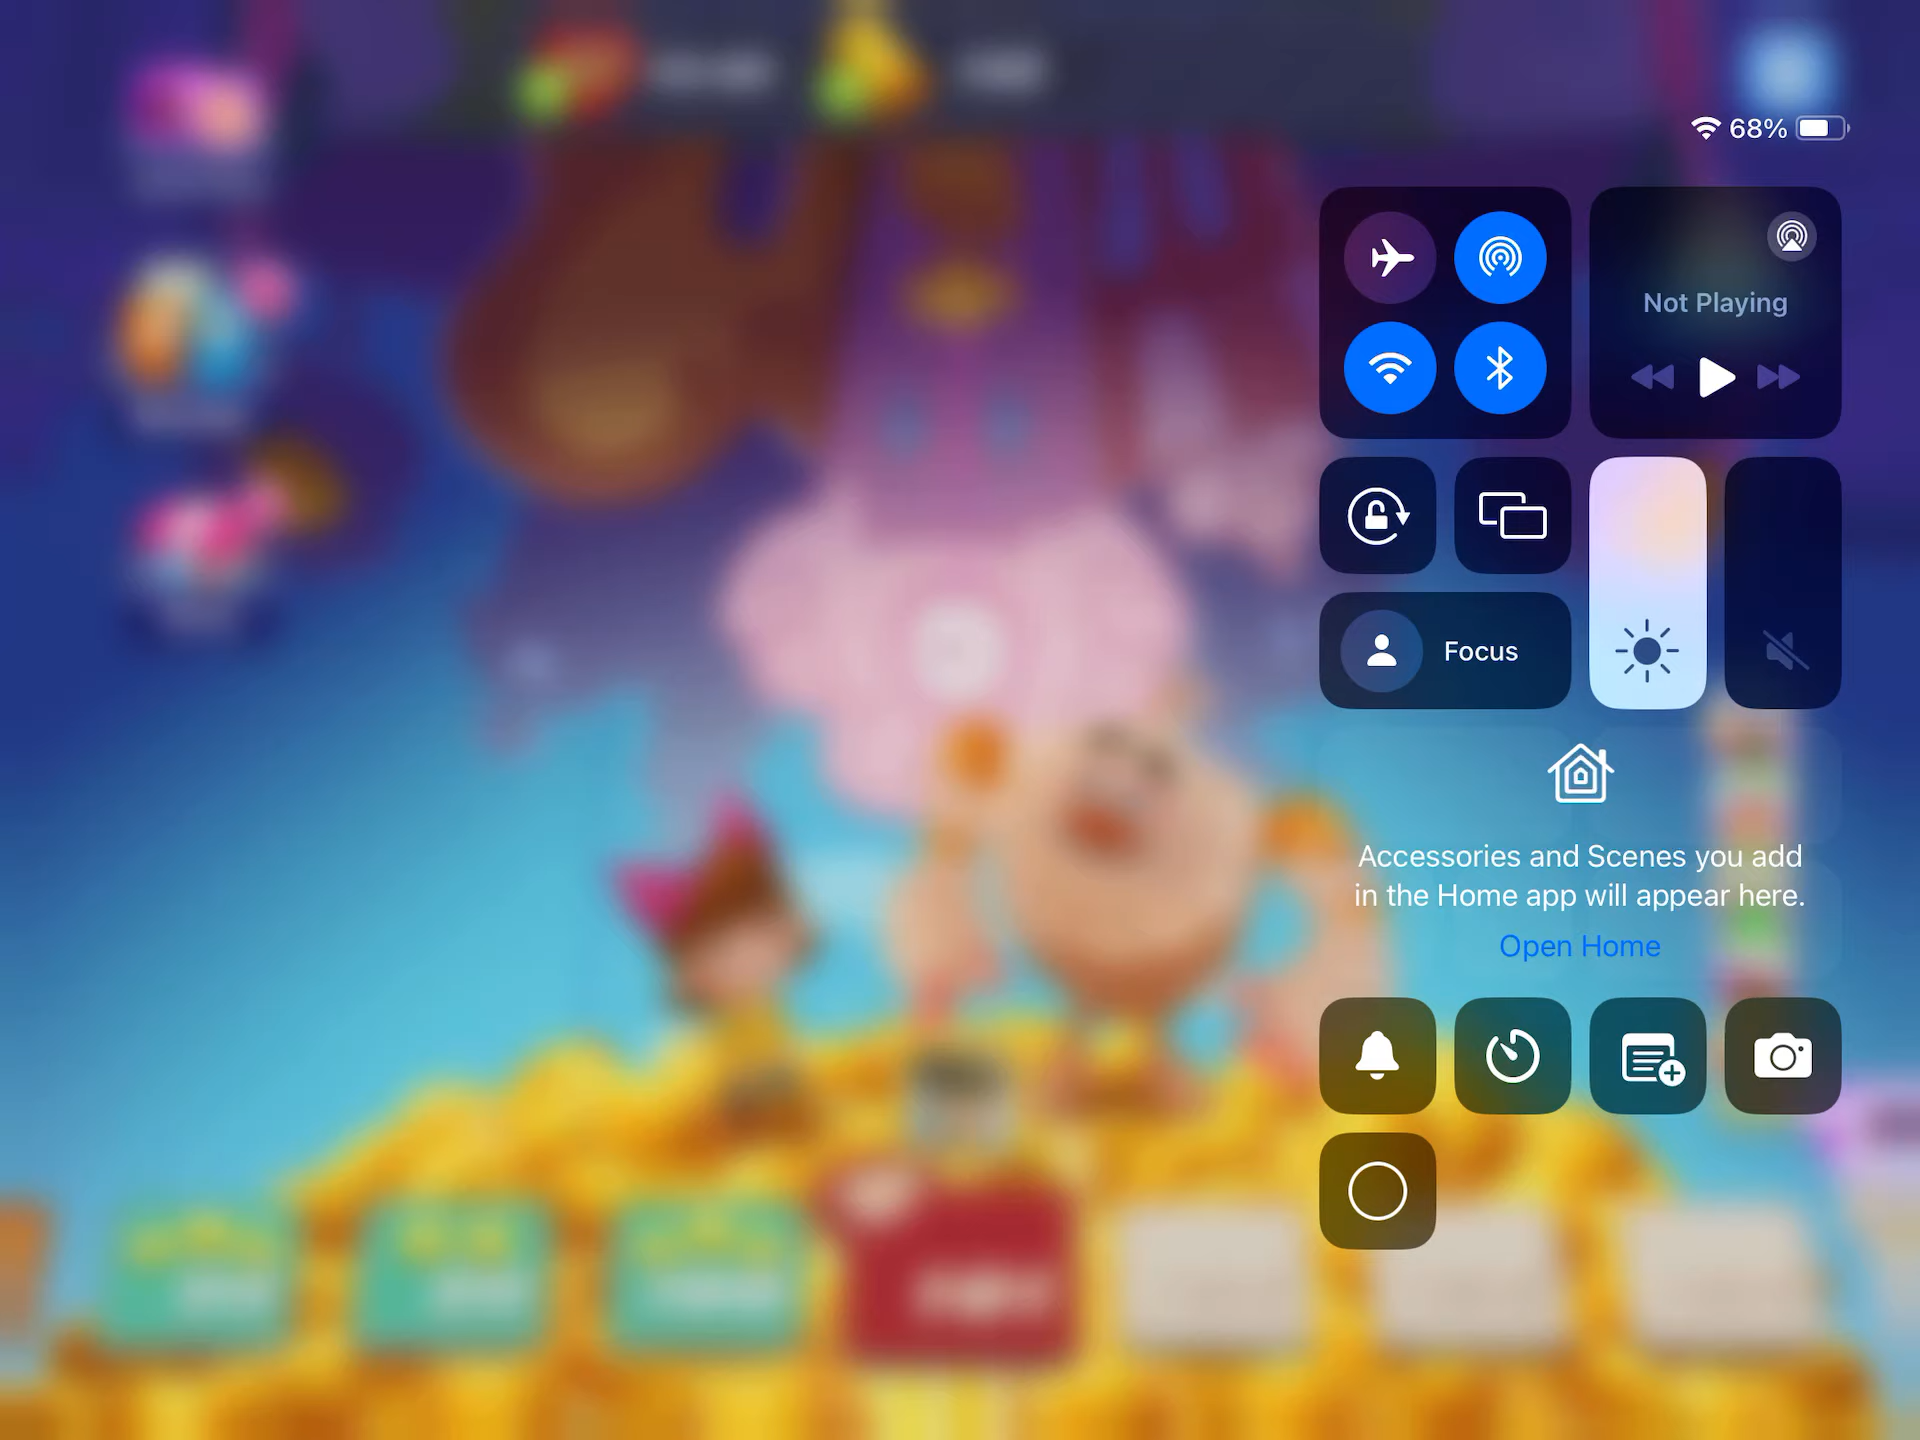 68%
Not Playing
Focus
Accessories and Scenes you add
in the Home app will appear here.
Open Home